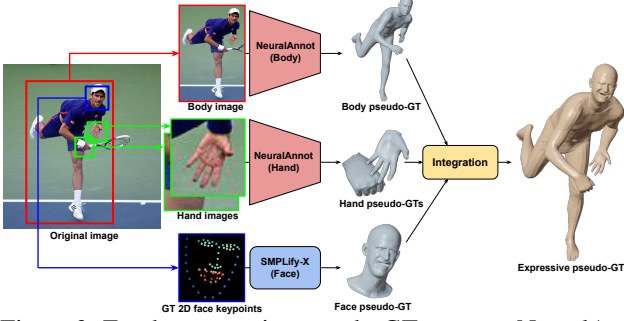 NeuralAnnot
(Body)
Body image
Body pseudo-GT
NeuralAnnot
(Hand)
Integration
Hand images
Hand pseudo-GTs
Original image
Expressive pseudo-GT
SMPLify-X
(Face)
GT 2D face keypoints
Face pseudo-GT